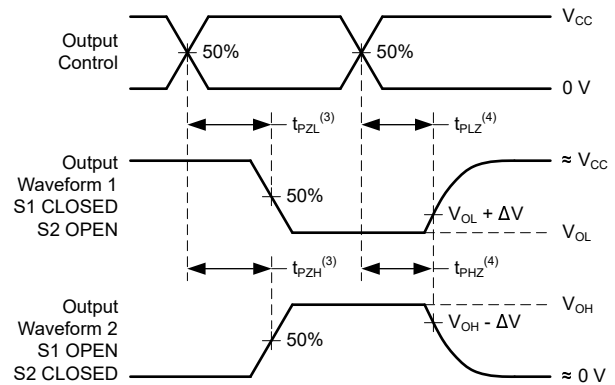 V_CC
Output
Control
50%
50%
0 V
t_PZL^(3)
t_PLZ^(4)
Output
Waveform 1
S1 CLOSED
S2 OPEN
≈ V_CC
50%
V_OL + ΔV
V_OL
t_PZH^(3)
t_PHZ^(4)
Output
Waveform 2
S1 OPEN
S2 CLOSED
V_OH
50%
V_OH - ΔV
≈ 0 V